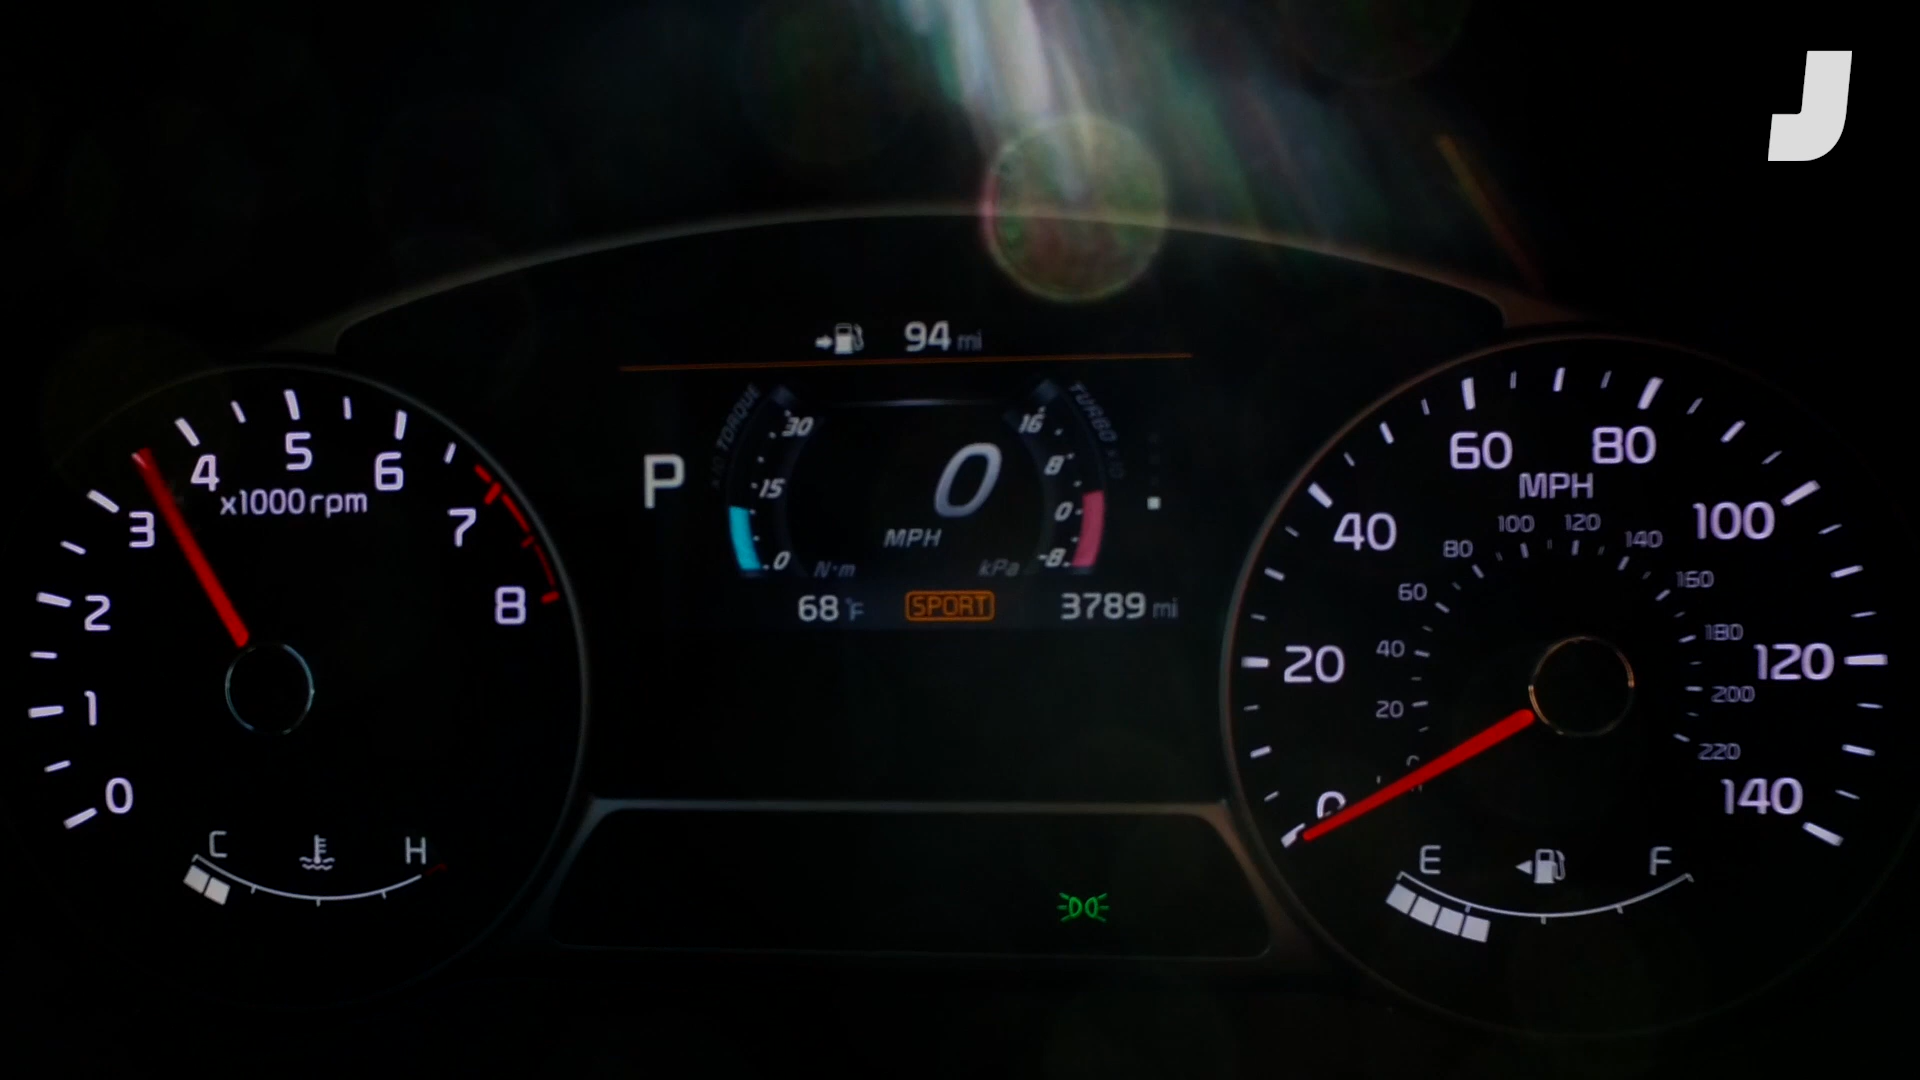 J
94 mi
TORQUE
TURBO
30
15
0
16
8
0
-8
N·m
kPa
P
0
MPH
68 °F
SPORT
3789 mi
0
1
2
3
4
5
6
7
8
x1000rpm
C
H
0
20
40
60
80
100
120
140
MPH
20
40
60
80
100
120
140
160
180
200
220
E
F